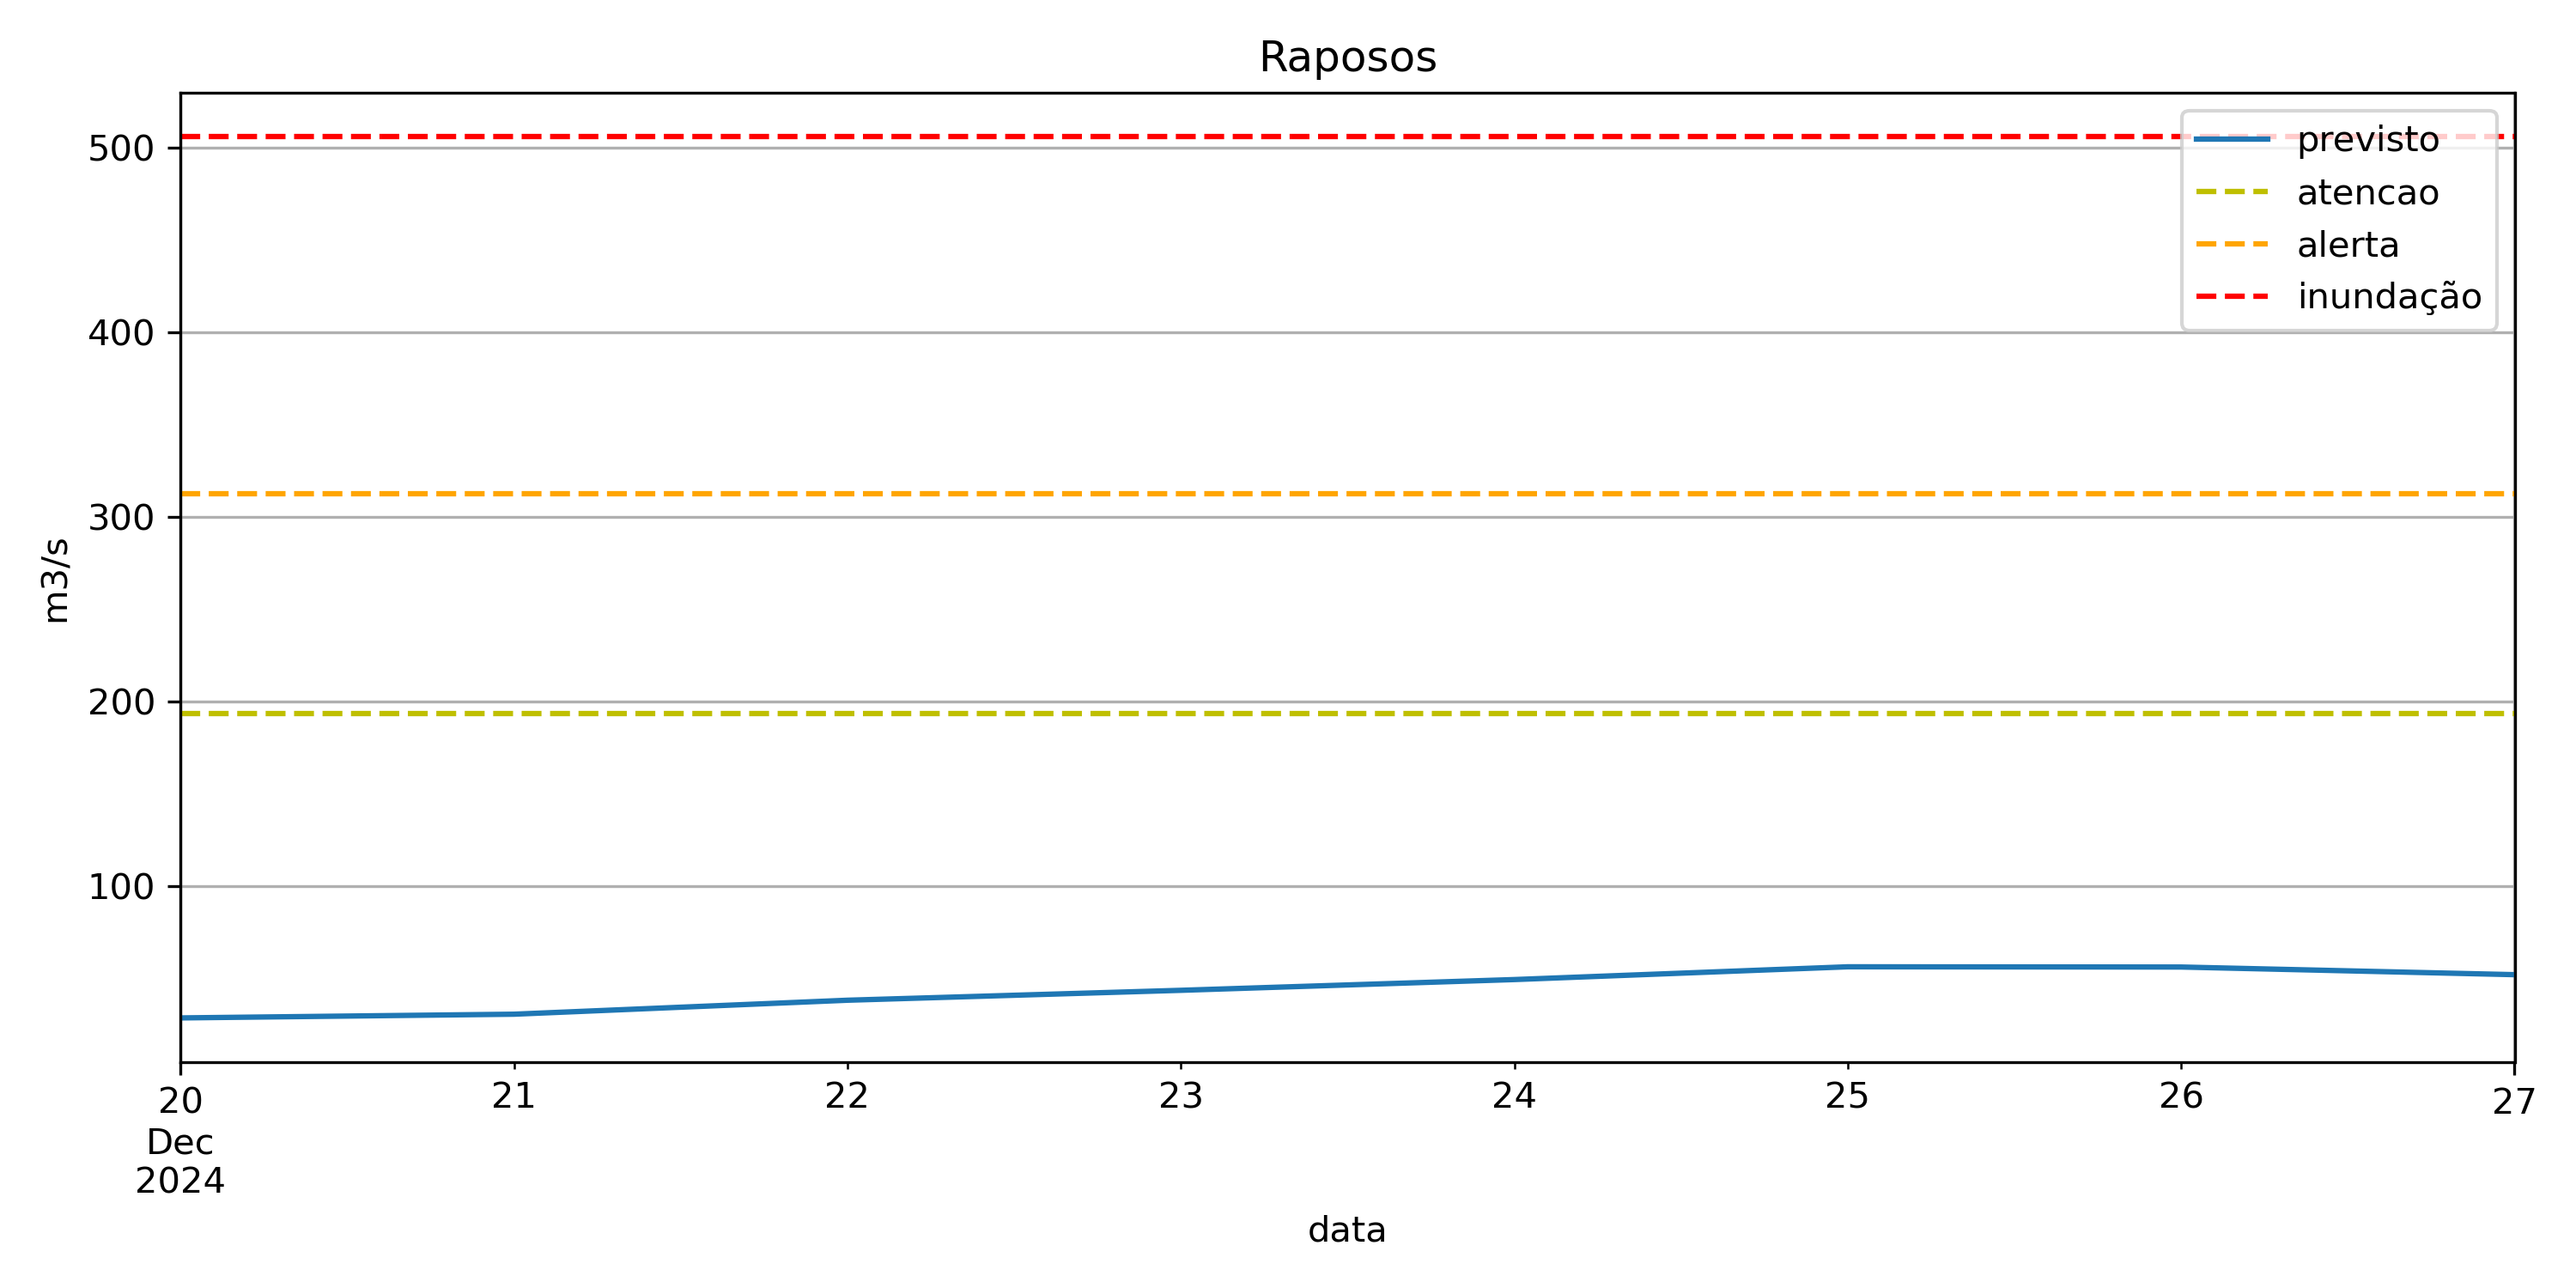 Raposos
500
400
300
200
100
m3/s
previsto
atencao
alerta
inundação
20 21 22 23 24 25 26 27
Dec
2024
data